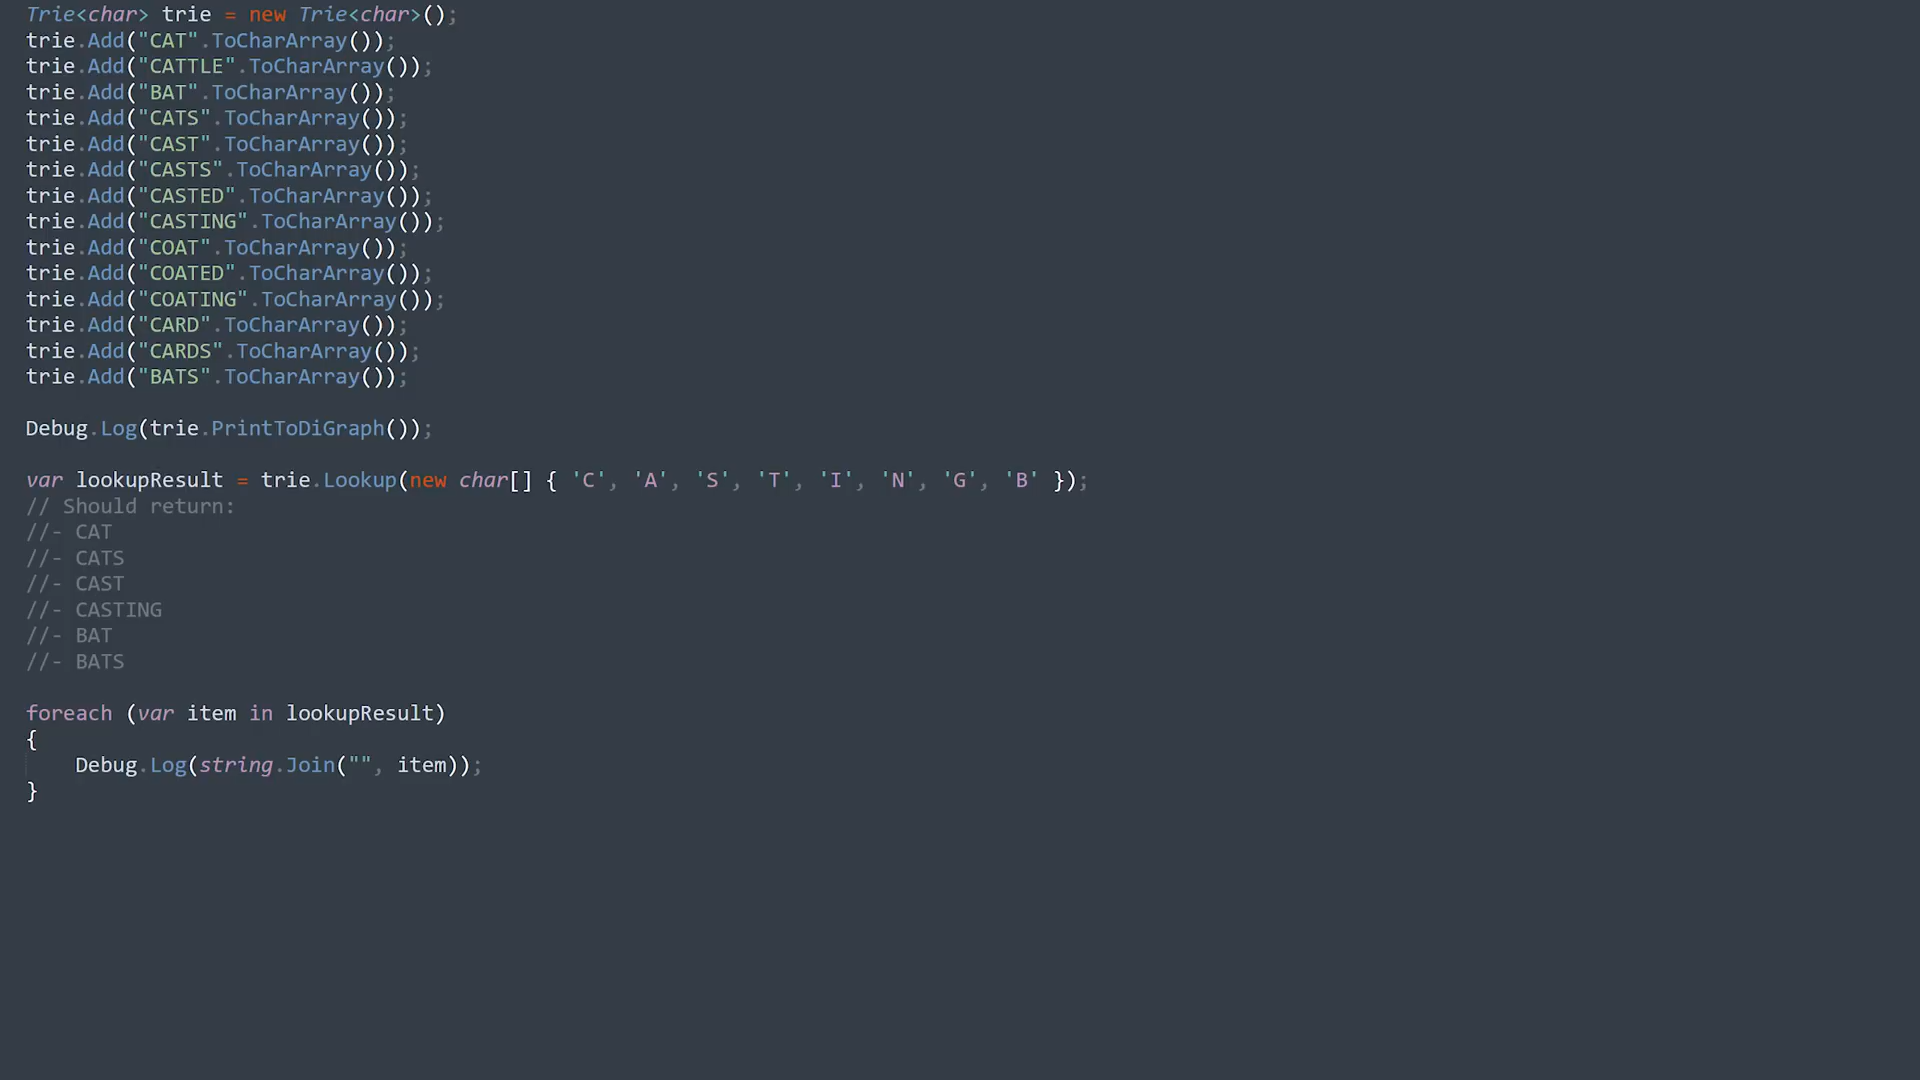 Trie<char> trie = new Trie<char>();
trie.Add("CAT".ToCharArray());
trie.Add("CATTLE".ToCharArray());
trie.Add("BAT".ToCharArray());
trie.Add("CATS".ToCharArray());
trie.Add("CAST".ToCharArray());
trie.Add("CASTS".ToCharArray());
trie.Add("CASTED".ToCharArray());
trie.Add("CASTING".ToCharArray());
trie.Add("COAT".ToCharArray());
trie.Add("COATED".ToCharArray());
trie.Add("COATING".ToCharArray());
trie.Add("CARD".ToCharArray());
trie.Add("CARDS".ToCharArray());
trie.Add("BATS".ToCharArray());
Debug.Log(trie.PrintToDiGraph());
var lookupResult = trie.Lookup(new char[] { 'C', 'A', 'S', 'T', 'I', 'N', 'G', 'B' });
// Should return:
//- CAT
//- CATS
//- CAST
//- CASTING
//- BAT
//- BATS
foreach (var item in lookupResult)
{
    Debug.Log(string.Join("", item));
}